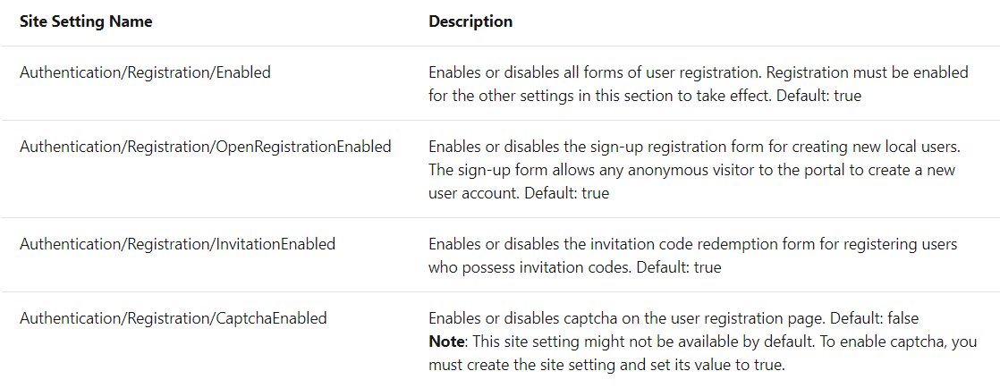 Site Setting Name Description
Authentication/Registration/Enabled Enables or disables all forms of user registration. Registration must be enabled
for the other settings in this section to take effect. Default: true
Authentication/Registration/OpenRegistrationEnabled Enables or disables the sign-up registration form for creating new local users.
The sign-up form allows any anonymous visitor to the portal to create a new
user account. Default: true
Authentication/Registration/InvitationEnabled Enables or disables the invitation code redemption form for registering users
who possess invitation codes. Default: true
Authentication/Registration/CaptchaEnabled Enables or disables captcha on the user registration page. Default: false
Note: This site setting might not be available by default. To enable captcha, you
must create the site setting and set its value to true.